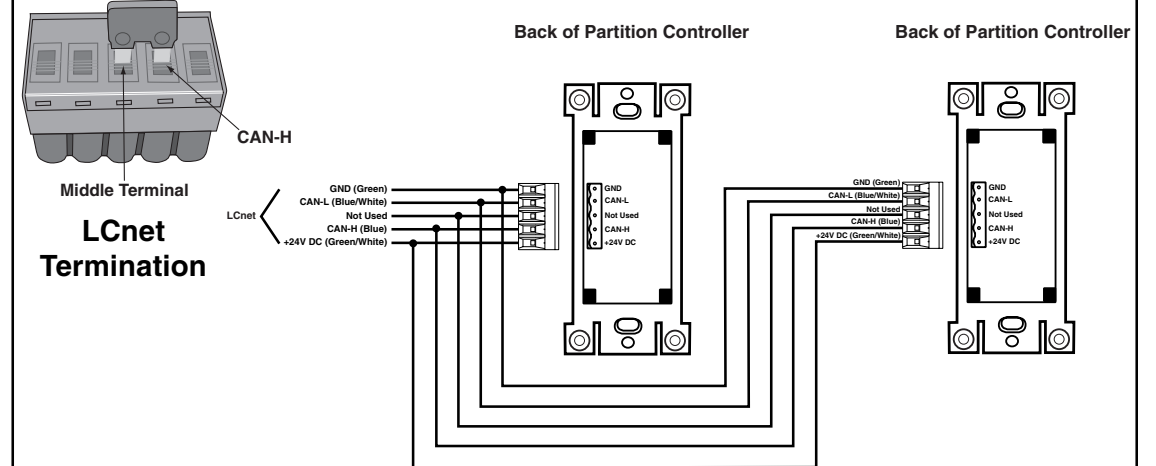 Back of Partition Controller
Back of Partition Controller
CAN-H
Middle Terminal
LCnet
Termination
LCnet
GND (Green)
CAN-L (Blue/White)
Not Used
CAN-H (Blue)
+24V DC (Green/White)
GND
CAN-L
Not Used
CAN-H
+24V DC
GND (Green)
CAN-L (Blue/White)
Not Used
CAN-H (Blue)
+24V DC (Green/White)
GND
CAN-L
Not Used
CAN-H
+24V DC